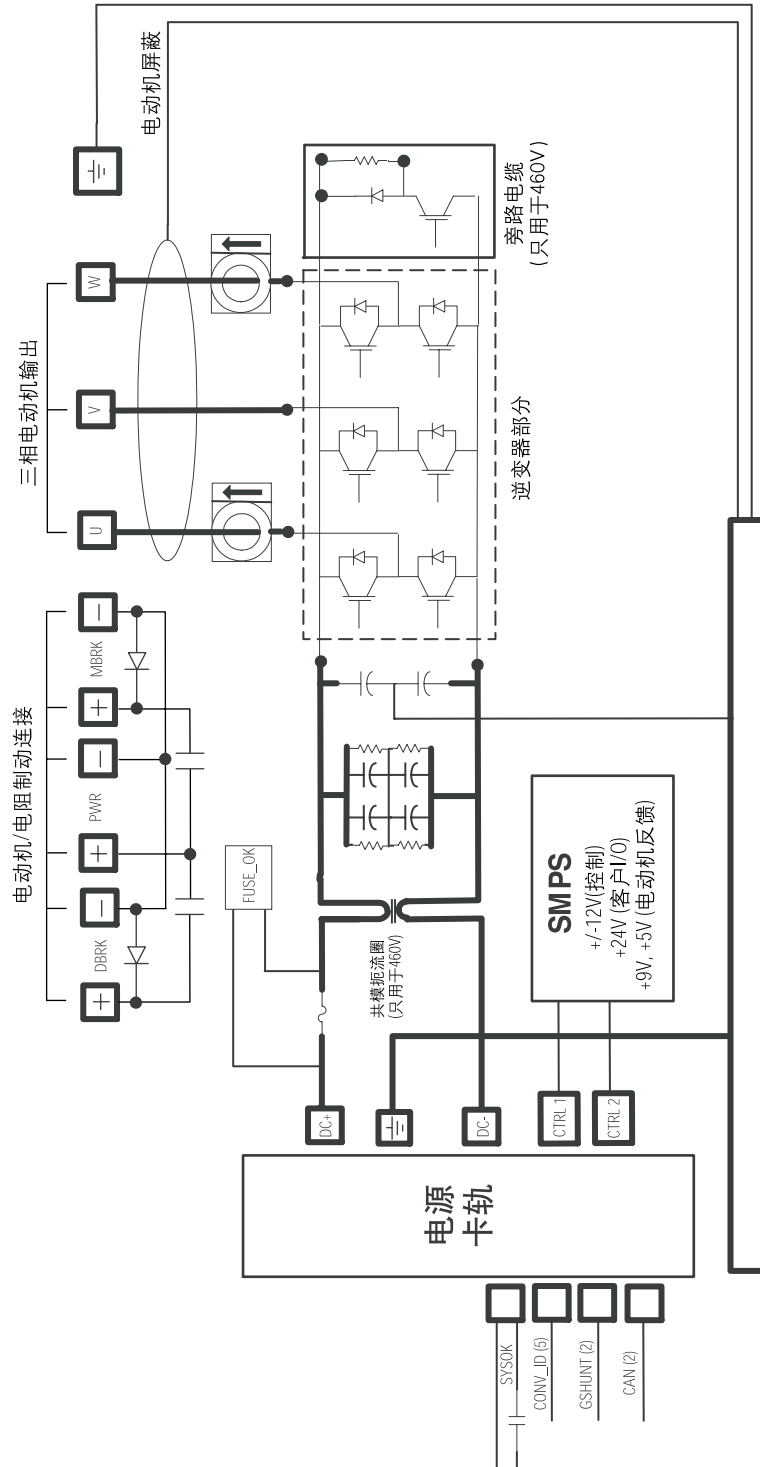 电动机/电阻制动连接
DBRK
PWR
MBRK
三相电动机输出
U
V
W
电动机屏蔽
FUSE_OK
共模扼流圈
(只用于460V)
逆变器部分
旁路电缆
(只用于460V)
DC+
DC-
CTRL 1
CTRL 2
SMPS
+/-12V(控制)
+24V (客户I/O)
+9V, +5V (电动机反馈)
电源
卡轨
SYSOK
CONV_ID (5)
GSHUNT (2)
CAN (2)